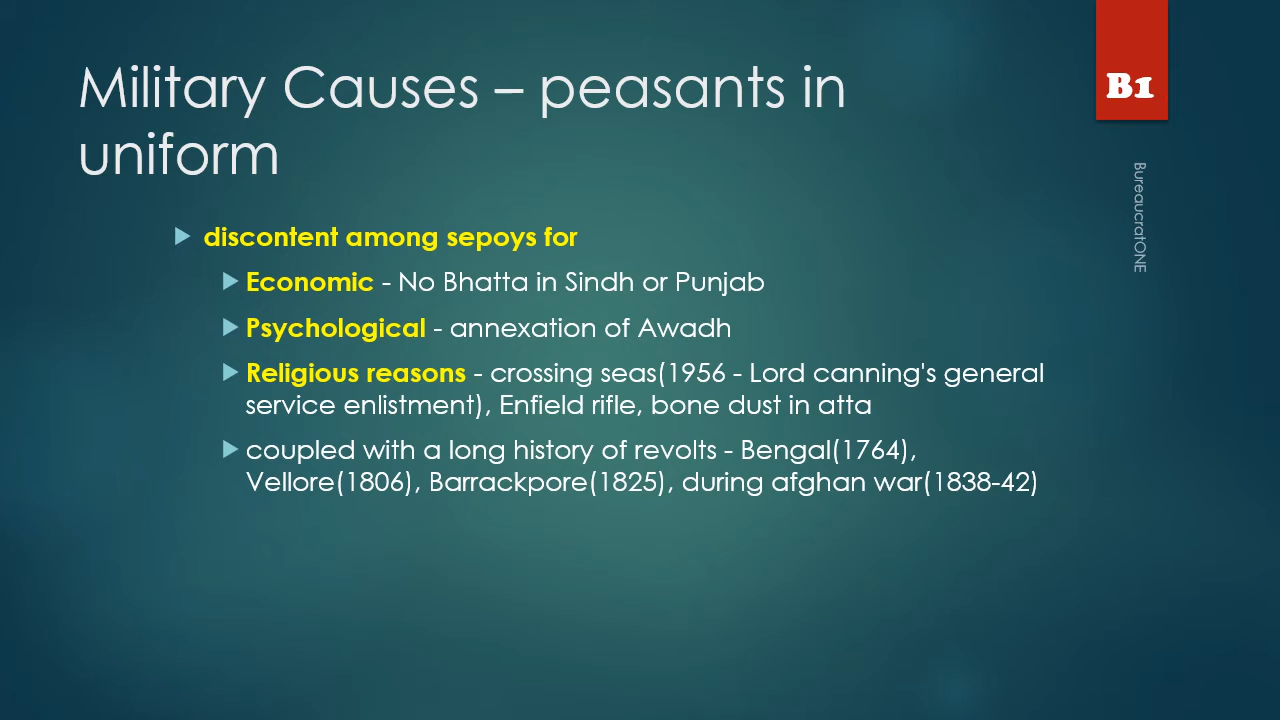 Military Causes – peasants in
uniform
B1
BureaucratONE
discontent among sepoys for
Economic - No Bhatta in Sindh or Punjab
Psychological - annexation of Awadh
Religious reasons - crossing seas(1956 - Lord canning's general
service enlistment), Enfield rifle, bone dust in atta
coupled with a long history of revolts - Bengal(1764),
Vellore(1806), Barrackpore(1825), during afghan war(1838-42)